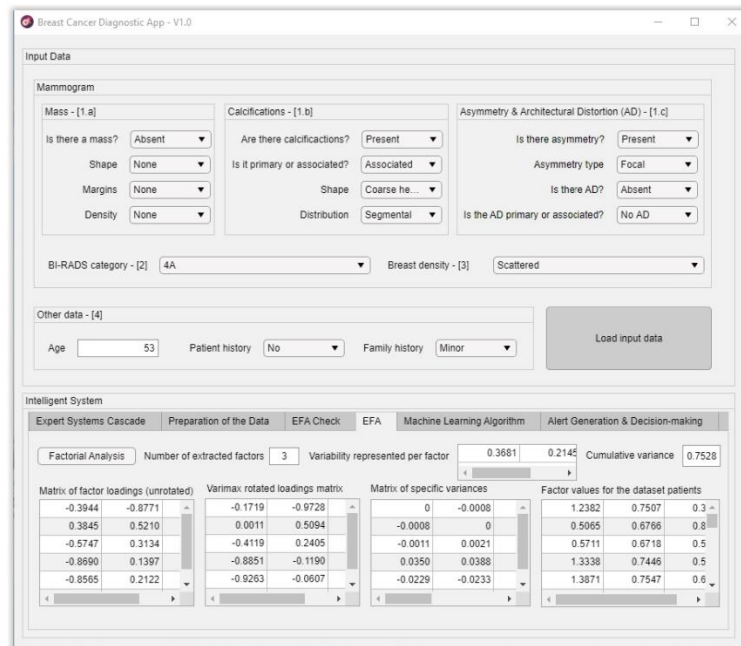 Breast Cancer Diagnostic App - V1.0
Input Data
Mammogram
Mass - [1.a] Calcifications - [1.b] Asymmetry & Architectural Distortion (AD) - [1.c]
Is there a mass? Absent Are there calcificactions? Present Is there asymmetry? Present
Shape None Is it primary or associated? Associated Asymmetry type Focal
Margins None Shape Coarse he... Is there AD? Absent
Density None Distribution Segmental Is the AD primary or associated? No AD
BI-RADS category - [2] 4A Breast density - [3] Scattered
Other data - [4]
Age 53 Patient history No Family history Minor Load input data
Intelligent System
Expert Systems Cascade Preparation of the Data EFA Check EFA Machine Learning Algorithm Alert Generation & Decision-making
Factorial Analysis Number of extracted factors 3 Variability represented per factor 0.3681 0.2145 Cumulative variance 0.7528
Matrix of factor loadings (unrotated) Varimax rotated loadings matrix Matrix of specific variances Factor values for the dataset patients
-0.3944 -0.8771 -0.1719 -0.9728 0 -0.0008 1.2382 0.7507 0.3
0.3845 0.5210 0.0011 0.5094 -0.0008 0 0.5065 0.6766 0.8
-0.5747 0.3134 -0.4119 0.2405 -0.0011 0.0021 0.5711 0.6718 0.5
-0.8690 0.1397 -0.8851 -0.1190 0.0350 0.0388 1.3338 0.7446 0.5
-0.8565 0.2122 -0.9263 -0.0607 -0.0229 -0.0233 1.3871 0.7547 0.6